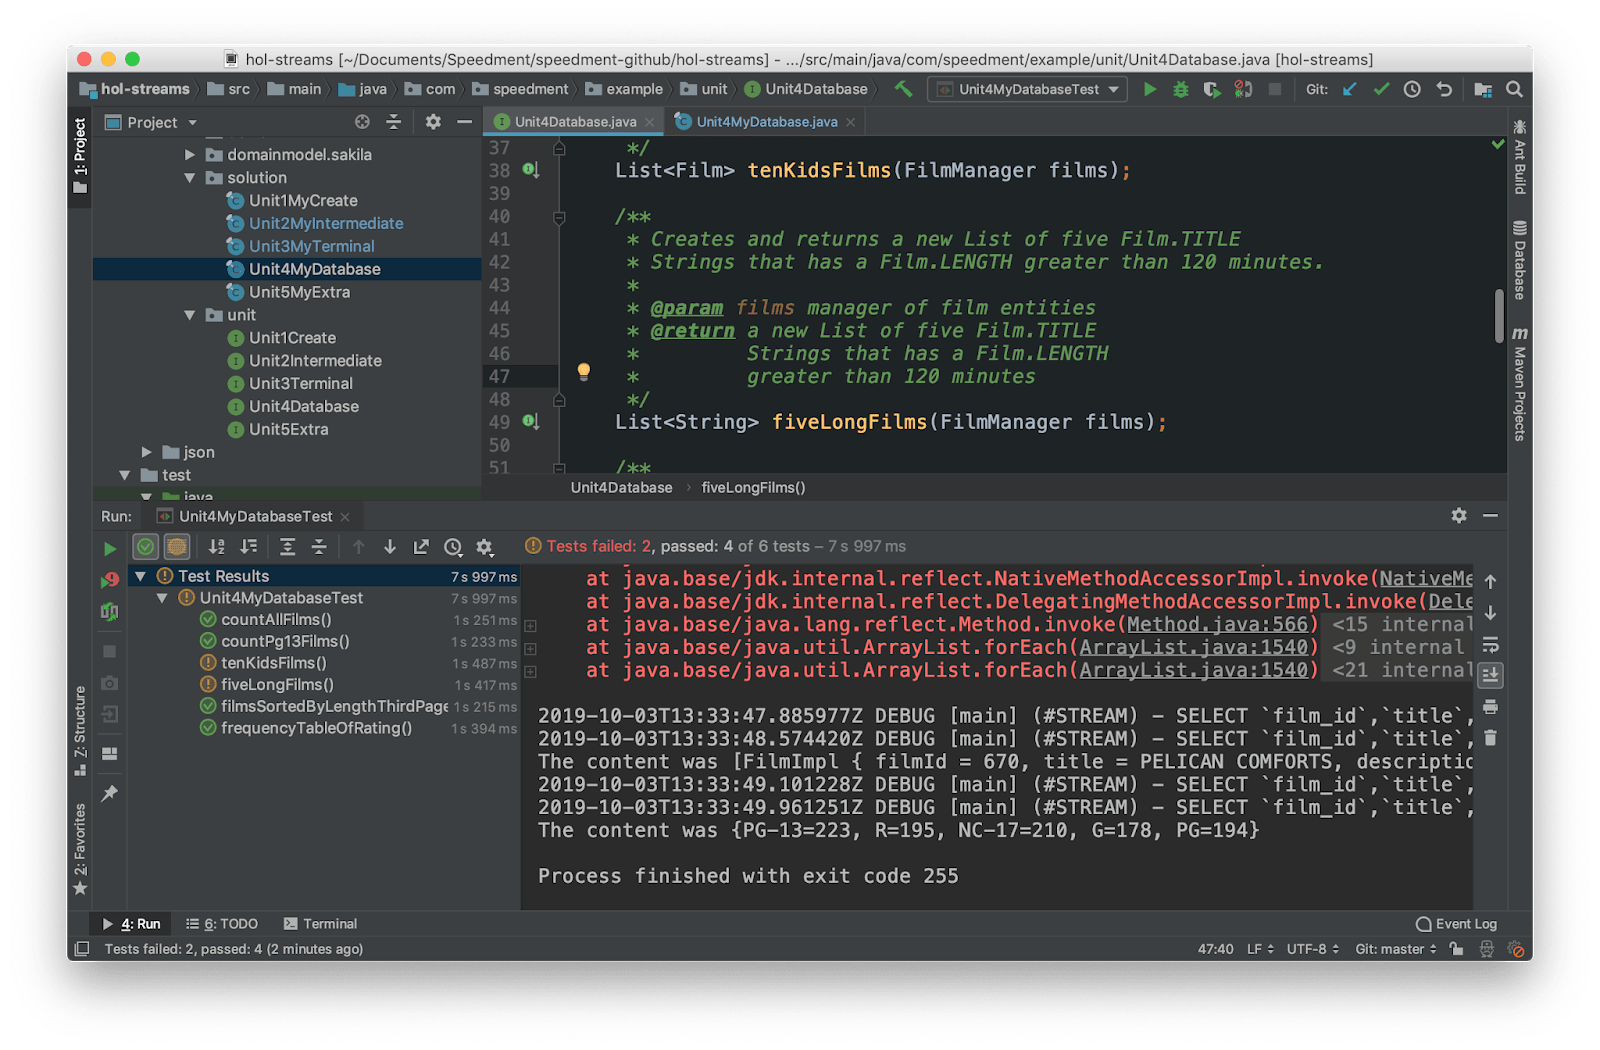 hol-streams [~/Documents/Speedment/speedment-github/hol-streams] - .../src/main/java/com/speedment/example/unit/Unit4Database.java [hol-streams]
hol-streams src main java com speedment example unit Unit4Database Unit4MyDatabaseTest Git:
1: Project
Project
Unit4Database.java Unit4MyDatabase.java
domainmodel.sakila
solution
Unit1MyCreate
Unit2MyIntermediate
Unit3MyTerminal
Unit4MyDatabase
Unit5MyExtra
unit
Unit1Create
Unit2Intermediate
Unit3Terminal
Unit4Database
Unit5Extra
json
test
java
37 */
38 List<Film> tenKidsFilms(FilmManager films);
39
40 /**
41 * Creates and returns a new List of five Film.TITLE
42 * Strings that has a Film.LENGTH greater than 120 minutes.
43 *
44 * @param films manager of film entities
45 * @return a new List of five Film.TITLE
46 * Strings that has a Film.LENGTH
47 * greater than 120 minutes
48 */
49 List<String> fiveLongFilms(FilmManager films);
50
51 /**
Unit4Database › fiveLongFilms()
Ant Build
Database
m Maven Projects
Run: Unit4MyDatabaseTest
Tests failed: 2, passed: 4 of 6 tests – 7 s 997 ms
Test Results 7 s 997 ms
Unit4MyDatabaseTest 7 s 997 ms
countAllFilms() 1 s 251 ms
countPg13Films() 1 s 233 ms
tenKidsFilms() 1 s 487 ms
fiveLongFilms() 1 s 417 ms
filmsSortedByLengthThirdPage 1 s 215 ms
frequencyTableOfRating() 1 s 394 ms
at java.base/jdk.internal.reflect.NativeMethodAccessorImpl.invoke(NativeMe
at java.base/jdk.internal.reflect.DelegatingMethodAccessorImpl.invoke(Dele
at java.base/java.lang.reflect.Method.invoke(Method.java:566) <15 internal
at java.base/java.util.ArrayList.forEach(ArrayList.java:1540) <9 internal
at java.base/java.util.ArrayList.forEach(ArrayList.java:1540) <21 internal
2019-10-03T13:33:47.885977Z DEBUG [main] (#STREAM) - SELECT `film_id`,`title`,
2019-10-03T13:33:48.574420Z DEBUG [main] (#STREAM) - SELECT `film_id`,`title`,
The content was [FilmImpl { filmId = 670, title = PELICAN COMFORTS, descriptio
2019-10-03T13:33:49.101228Z DEBUG [main] (#STREAM) - SELECT `film_id`,`title`,
2019-10-03T13:33:49.961251Z DEBUG [main] (#STREAM) - SELECT `film_id`,`title`,
The content was {PG-13=223, R=195, NC-17=210, G=178, PG=194}
Process finished with exit code 255
Z: Structure
2: Favorites
4: Run 6: TODO Terminal Event Log
Tests failed: 2, passed: 4 (2 minutes ago) 47:40 LF UTF-8 Git: master